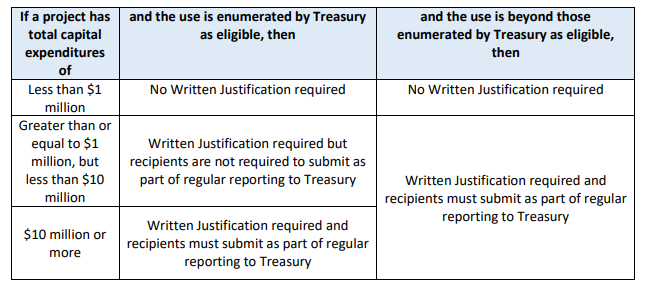 If a project has
total capital
expenditures
of
and the use is enumerated by Treasury
as eligible, then
and the use is beyond those
enumerated by Treasury as eligible,
then
Less than $1
million
No Written Justification required
No Written Justification required
Greater than or
equal to $1
million, but
less than $10
million
Written Justification required but
recipients are not required to submit as
part of regular reporting to Treasury
Written Justification required and
recipients must submit as part of regular
reporting to Treasury
$10 million or
more
Written Justification required and
recipients must submit as part of regular
reporting to Treasury